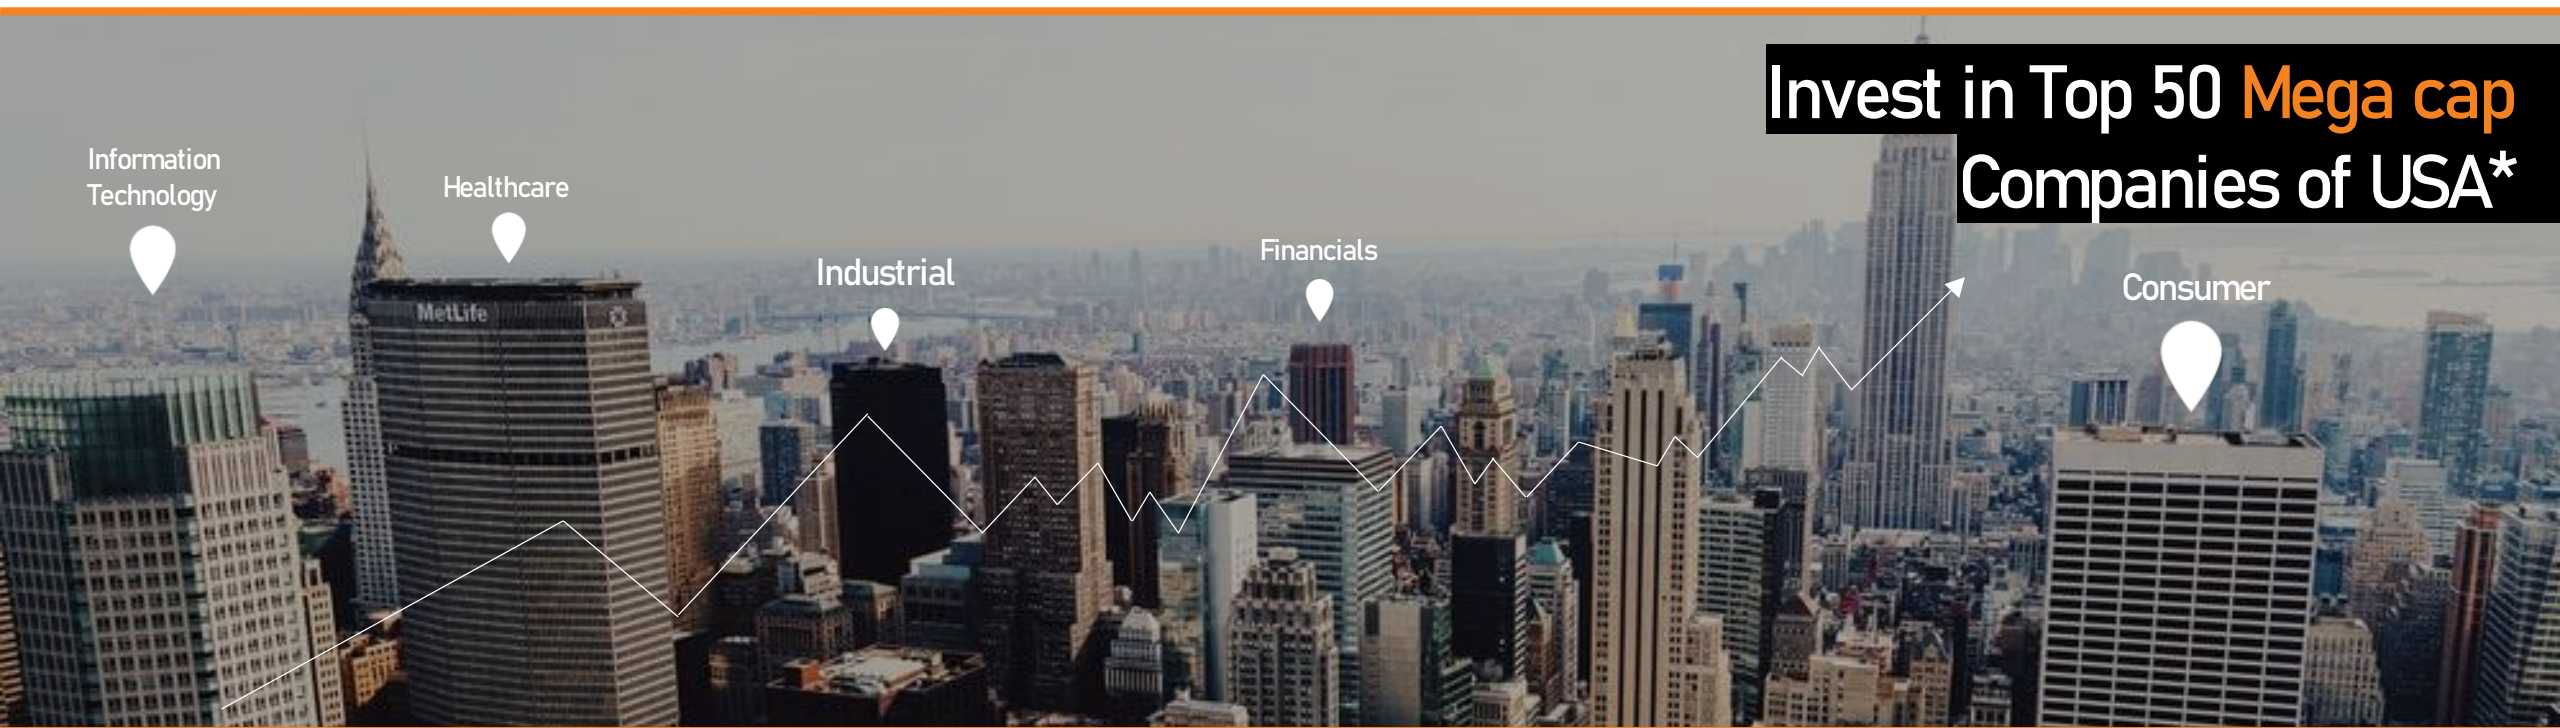 Invest in Top 50 Mega cap
Companies of USA*
Information
Technology
Healthcare
Industrial
Financials
Consumer
MetLife